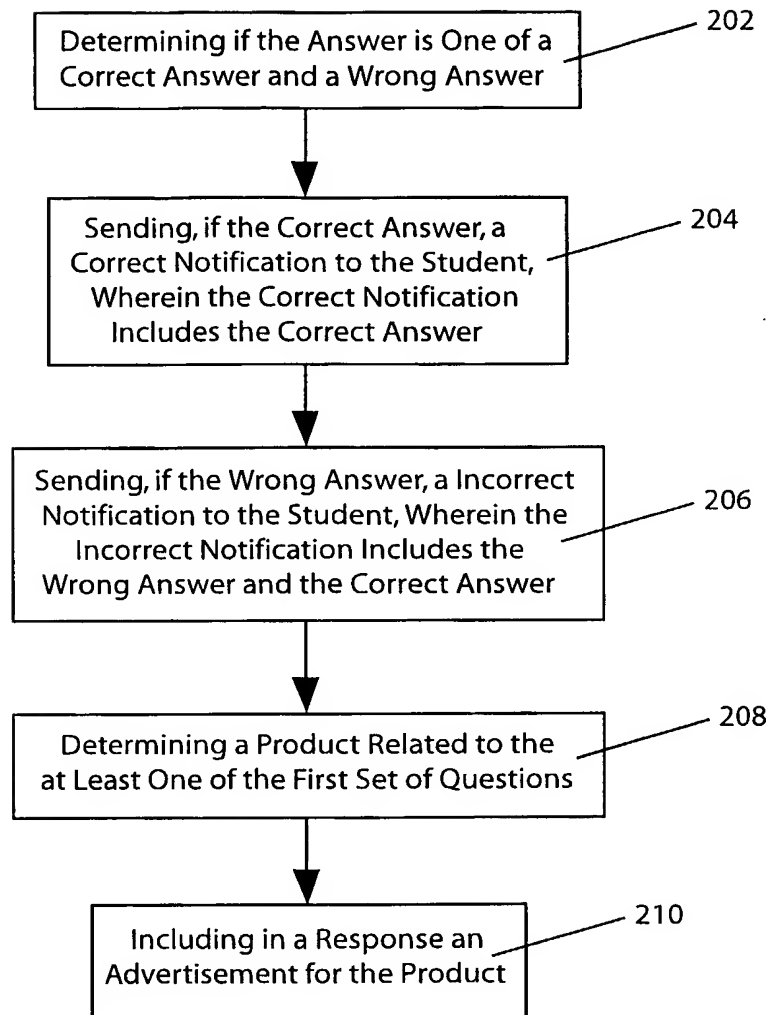 202
Determining if the Answer is One of a
Correct Answer and a Wrong Answer
204
Sending, if the Correct Answer, a
Correct Notification to the Student,
Wherein the Correct Notification
Includes the Correct Answer
206
Sending, if the Wrong Answer, a Incorrect
Notification to the Student, Wherein the
Incorrect Notification Includes the
Wrong Answer and the Correct Answer
208
Determining a Product Related to the
at Least One of the First Set of Questions
210
Including in a Response an
Advertisement for the Product